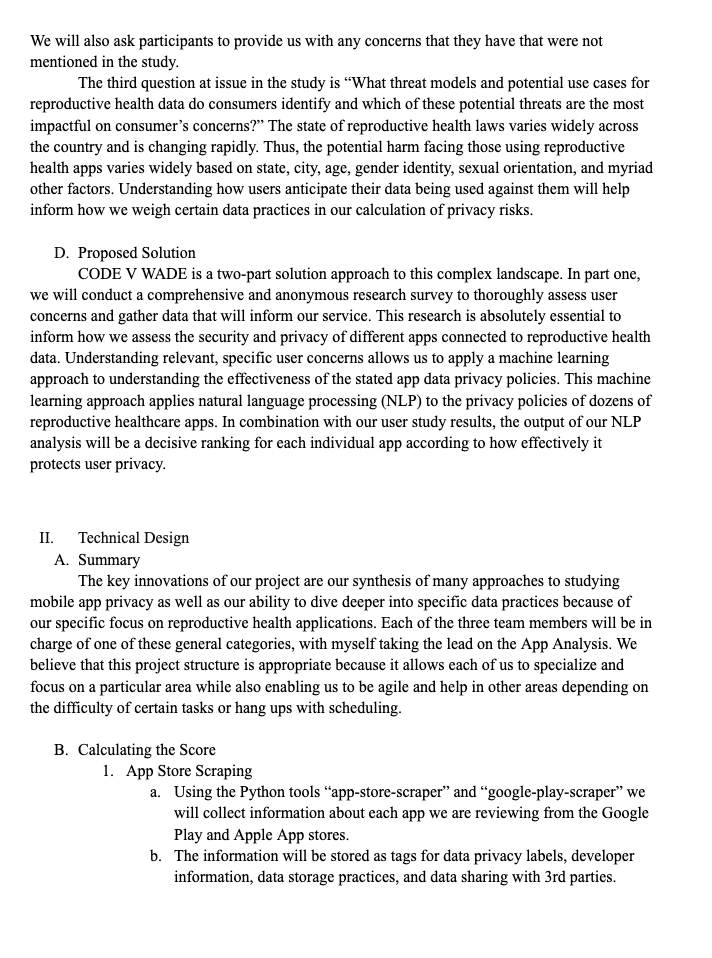 We will also ask participants to provide us with any concerns that they have that were not
mentioned in the study.
The third question at issue in the study is “What threat models and potential use cases for
reproductive health data do consumers identify and which of these potential threats are the most
impactful on consumer’s concerns?” The state of reproductive health laws varies widely across
the country and is changing rapidly. Thus, the potential harm facing those using reproductive
health apps varies widely based on state, city, age, gender identity, sexual orientation, and myriad
other factors. Understanding how users anticipate their data being used against them will help
inform how we weigh certain data practices in our calculation of privacy risks.
D. Proposed Solution
CODE V WADE is a two-part solution approach to this complex landscape. In part one,
we will conduct a comprehensive and anonymous research survey to thoroughly assess user
concerns and gather data that will inform our service. This research is absolutely essential to
inform how we assess the security and privacy of different apps connected to reproductive health
data. Understanding relevant, specific user concerns allows us to apply a machine learning
approach to understanding the effectiveness of the stated app data privacy policies. This machine
learning approach applies natural language processing (NLP) to the privacy policies of dozens of
reproductive healthcare apps. In combination with our user study results, the output of our NLP
analysis will be a decisive ranking for each individual app according to how effectively it
protects user privacy.
II. Technical Design
A. Summary
The key innovations of our project are our synthesis of many approaches to studying
mobile app privacy as well as our ability to dive deeper into specific data practices because of
our specific focus on reproductive health applications. Each of the three team members will be in
charge of one of these general categories, with myself taking the lead on the App Analysis. We
believe that this project structure is appropriate because it allows each of us to specialize and
focus on a particular area while also enabling us to be agile and help in other areas depending on
the difficulty of certain tasks or hang ups with scheduling.
B. Calculating the Score
1. App Store Scraping
a. Using the Python tools “app-store-scraper” and “google-play-scraper” we
will collect information about each app we are reviewing from the Google
Play and Apple App stores.
b. The information will be stored as tags for data privacy labels, developer
information, data storage practices, and data sharing with 3rd parties.